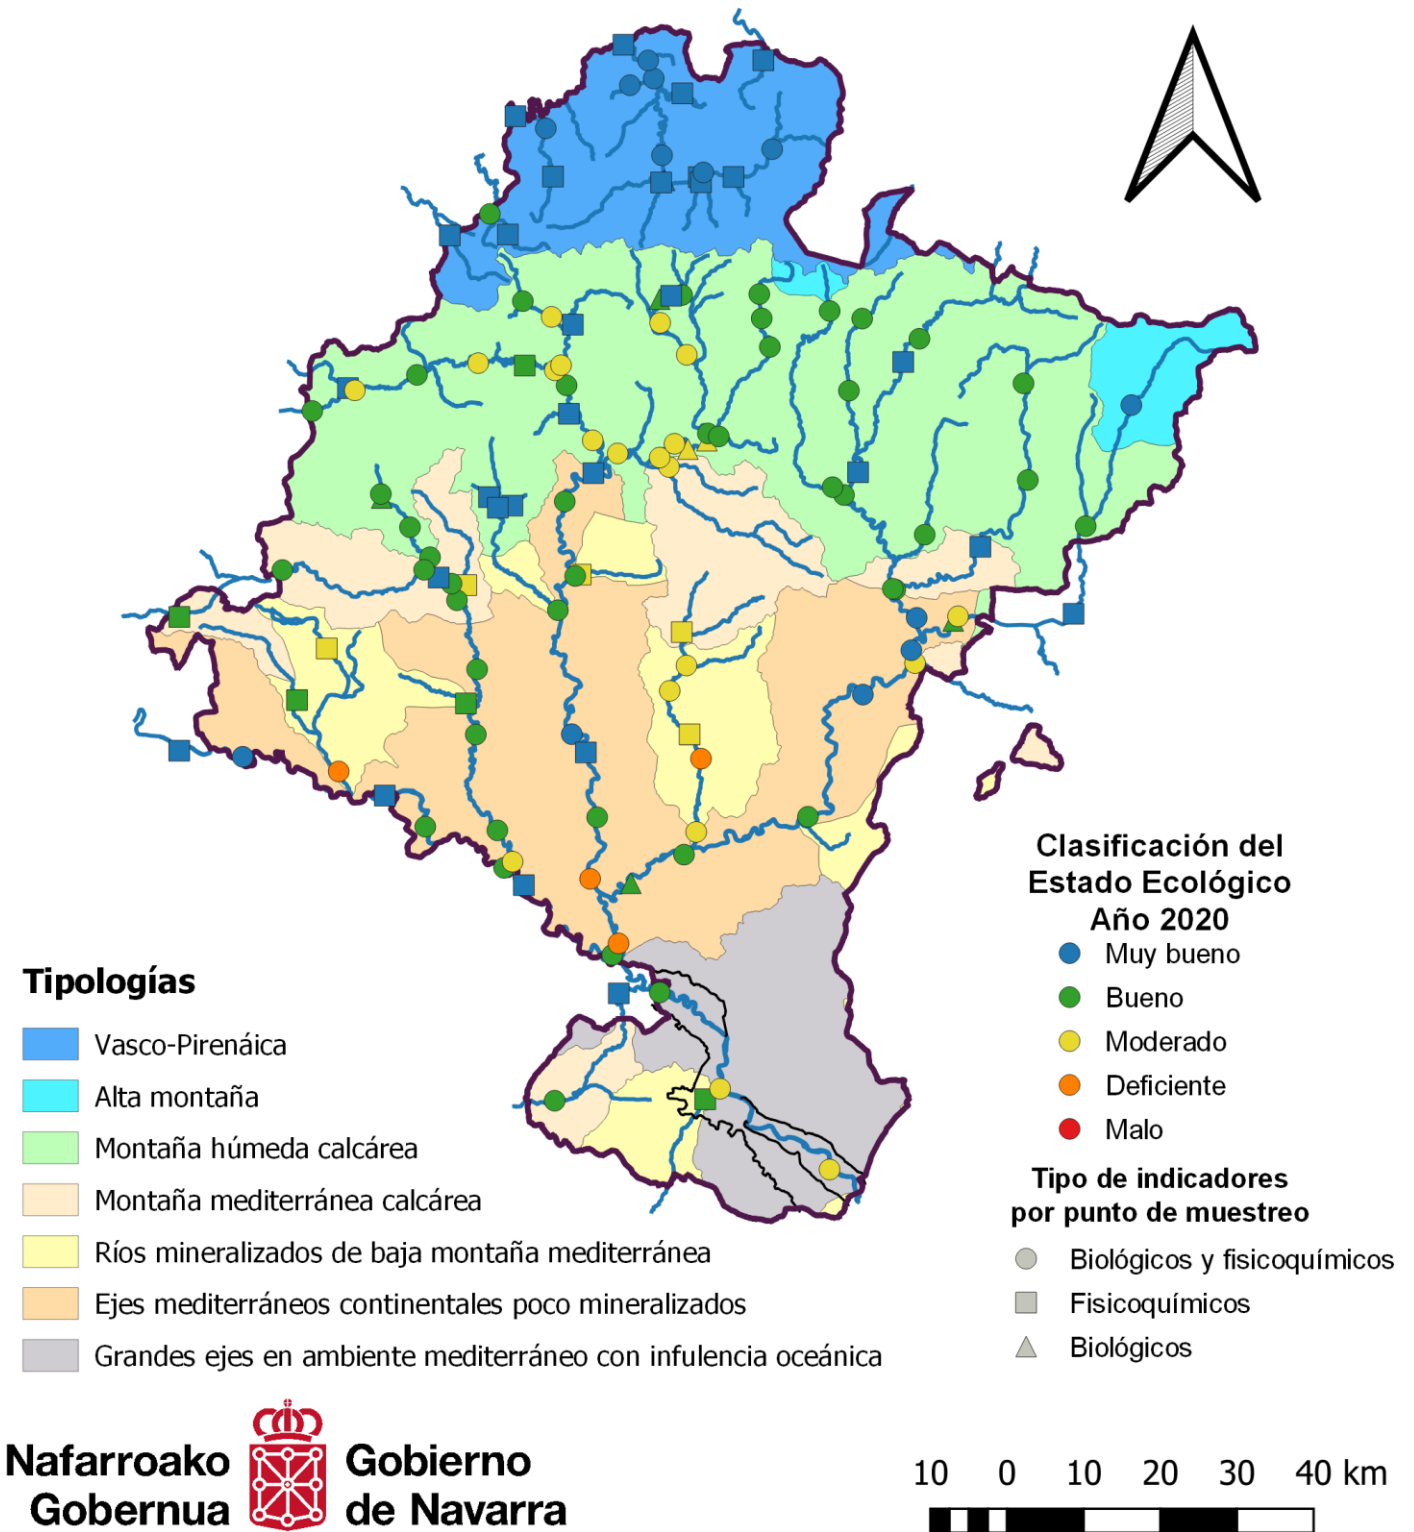 Clasificación del
Estado Ecológico
Año 2020
Muy bueno
Bueno
Moderado
Deficiente
Malo
Tipo de indicadores
por punto de muestreo
Biológicos y fisicoquímicos
Fisicoquímicos
Biológicos
Tipologías
Vasco-Pirenáica
Alta montaña
Montaña húmeda calcárea
Montaña mediterránea calcárea
Ríos mineralizados de baja montaña mediterránea
Ejes mediterráneos continentales poco mineralizados
Grandes ejes en ambiente mediterráneo con infulencia oceánica
Nafarroako
Gobernua
Gobierno
de Navarra
10 0 10 20 30 40 km